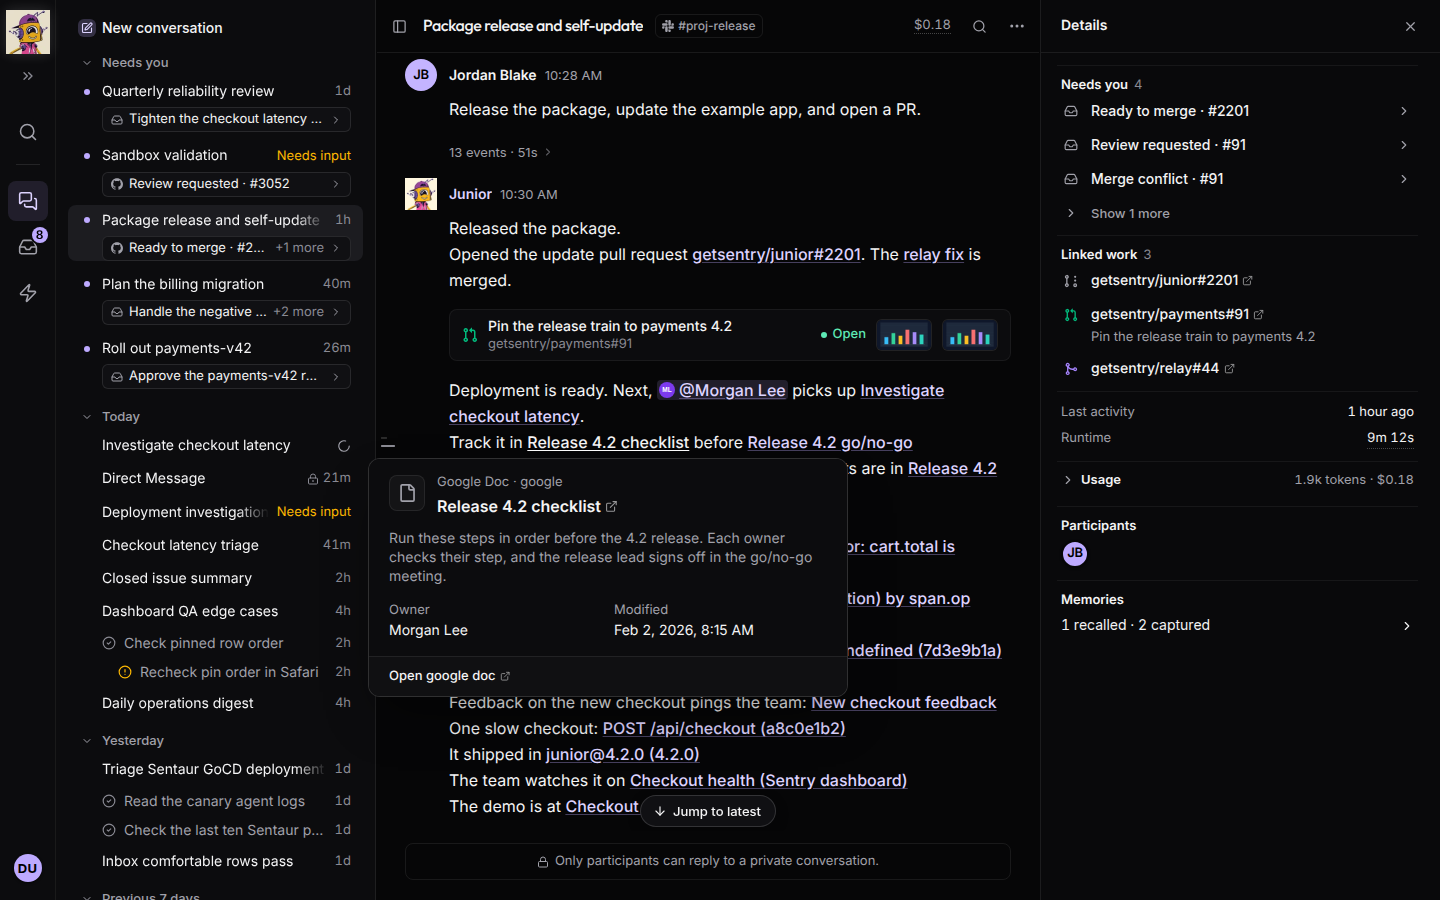 New conversation
Needs you
Quarterly reliability review 1d
Tighten the checkout latency ...
Sandbox validation Needs input
Review requested · #3052
Package release and self-update 1h
Ready to merge · #2... +1 more
Plan the billing migration 40m
Handle the negative ... +2 more
Roll out payments-v42 26m
Approve the payments-v42 r...
Today
Investigate checkout latency
Direct Message 21m
Deployment investigation Needs input
Checkout latency triage 41m
Closed issue summary 2h
Dashboard QA edge cases 4h
Check pinned row order 2h
Recheck pin order in Safari 2h
Daily operations digest 4h
Yesterday
Triage Sentaur GoCD deployment 1d
Read the canary agent logs 1d
Check the last ten Sentaur p... 1d
Inbox comfortable rows pass 1d
Previous 7 days
8
DU
Package release and self-update #proj-release $0.18
JB Jordan Blake 10:28 AM
Release the package, update the example app, and open a PR.
13 events · 51s
Junior 10:30 AM
Released the package.
Opened the update pull request getsentry/junior#2201. The relay fix is
merged.
Pin the release train to payments 4.2
getsentry/payments#91
Open
Deployment is ready. Next, ML @Morgan Lee picks up Investigate
checkout latency.
Track it in Release 4.2 checklist before Release 4.2 go/no-go
ts are in Release 4.2
or: cart.total is
tion) by span.op
ndefined (7d3e9b1a)
Google Doc · google
Release 4.2 checklist
Run these steps in order before the 4.2 release. Each owner
checks their step, and the release lead signs off in the go/no-go
meeting.
Owner Modified
Morgan Lee Feb 2, 2026, 8:15 AM
Open google doc
Feedback on the new checkout pings the team: New checkout feedback
One slow checkout: POST /api/checkout (a8c0e1b2)
It shipped in junior@4.2.0 (4.2.0)
The team watches it on Checkout health (Sentry dashboard)
The demo is at Checkout
Jump to latest
Only participants can reply to a private conversation.
Details
Needs you 4
Ready to merge · #2201
Review requested · #91
Merge conflict · #91
Show 1 more
Linked work 3
getsentry/junior#2201
getsentry/payments#91
Pin the release train to payments 4.2
getsentry/relay#44
Last activity 1 hour ago
Runtime 9m 12s
Usage 1.9k tokens · $0.18
Participants
JB
Memories
1 recalled · 2 captured